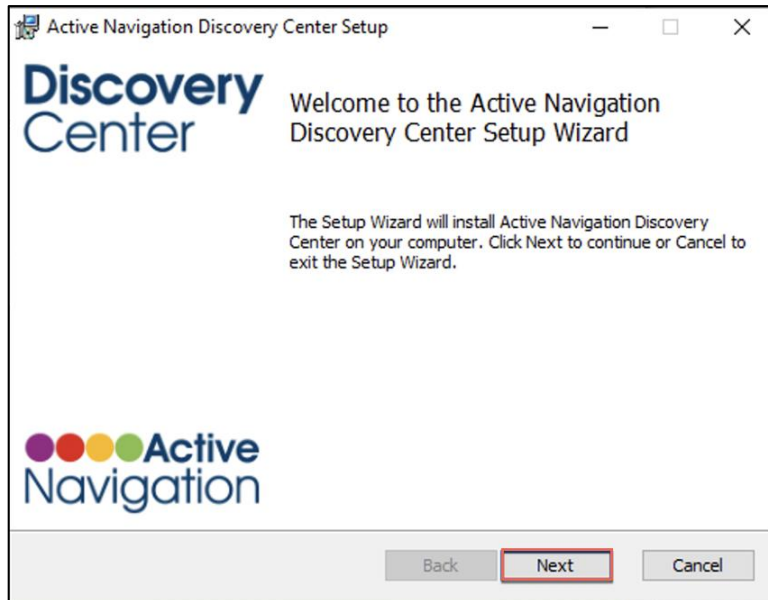 Active Navigation Discovery Center Setup
Discovery
Center
Welcome to the Active Navigation
Discovery Center Setup Wizard
The Setup Wizard will install Active Navigation Discovery
Center on your computer. Click Next to continue or Cancel to
exit the Setup Wizard.
Active
Navigation
Back Next Cancel